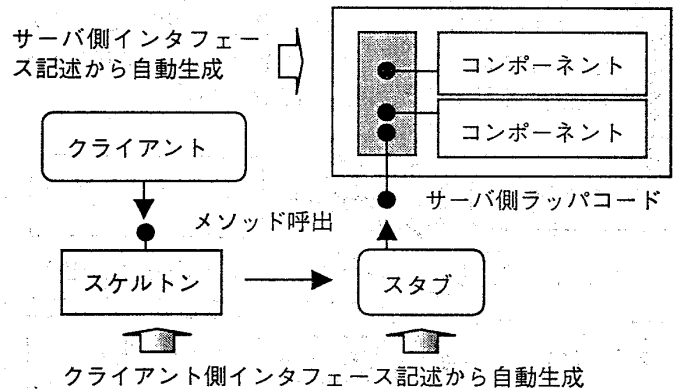 サーバ側インタフェー
ス記述から自動生成
コンポーネント
コンポーネント
クライアント
サーバ側ラッパコード
メソッド呼出
スケルトン
スタブ
クライアント側インタフェース記述から自動生成